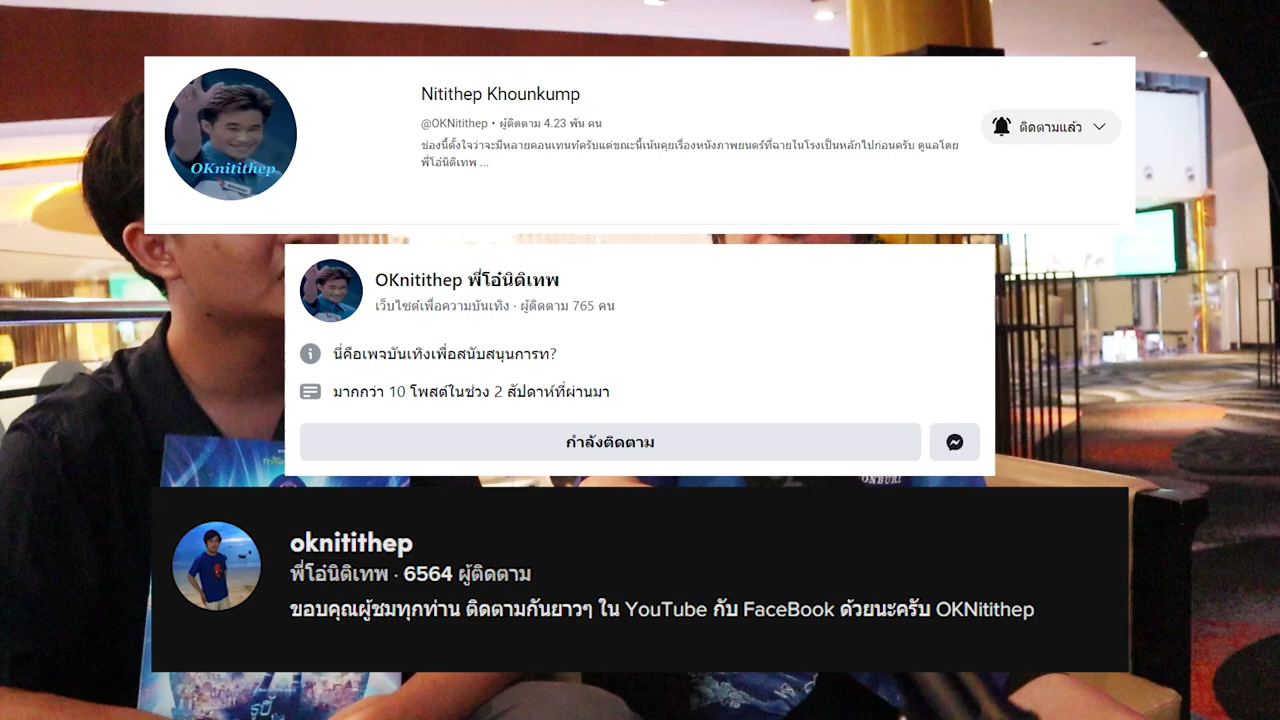 OKnitithep
Nitithep Khounkump
@OKNitithep • ผู้ติดตาม 4.23 พัน คน
ช่องนี้ตั้งใจว่าจะมีหลายคอนเทนท์ครับแต่ขณะนี้เน้นคุยเรื่องหนังภาพยนตร์ที่ฉายในโรงเป็นหลักไปก่อนครับ ดูแลโดย
พี่โอ๋นิติเทพ ...
ติดตามแล้ว
OKnitithep พี่โอ๋นิติเทพ
เว็บไซต์เพื่อความบันเทิง · ผู้ติดตาม 765 คน
นี่คือเพจบันเทิงเพื่อสนับสนุนการท?
มากกว่า 10 โพสต์ในช่วง 2 สัปดาห์ที่ผ่านมา
กำลังติดตาม
ONBURI
oknitithep
พี่โอ๋นิติเทพ · 6564 ผู้ติดตาม
ขอบคุณผู้ชมทุกท่าน ติดตามกันยาวๆ ใน YouTube กับ FaceBook ด้วยนะครับ OKNitithep